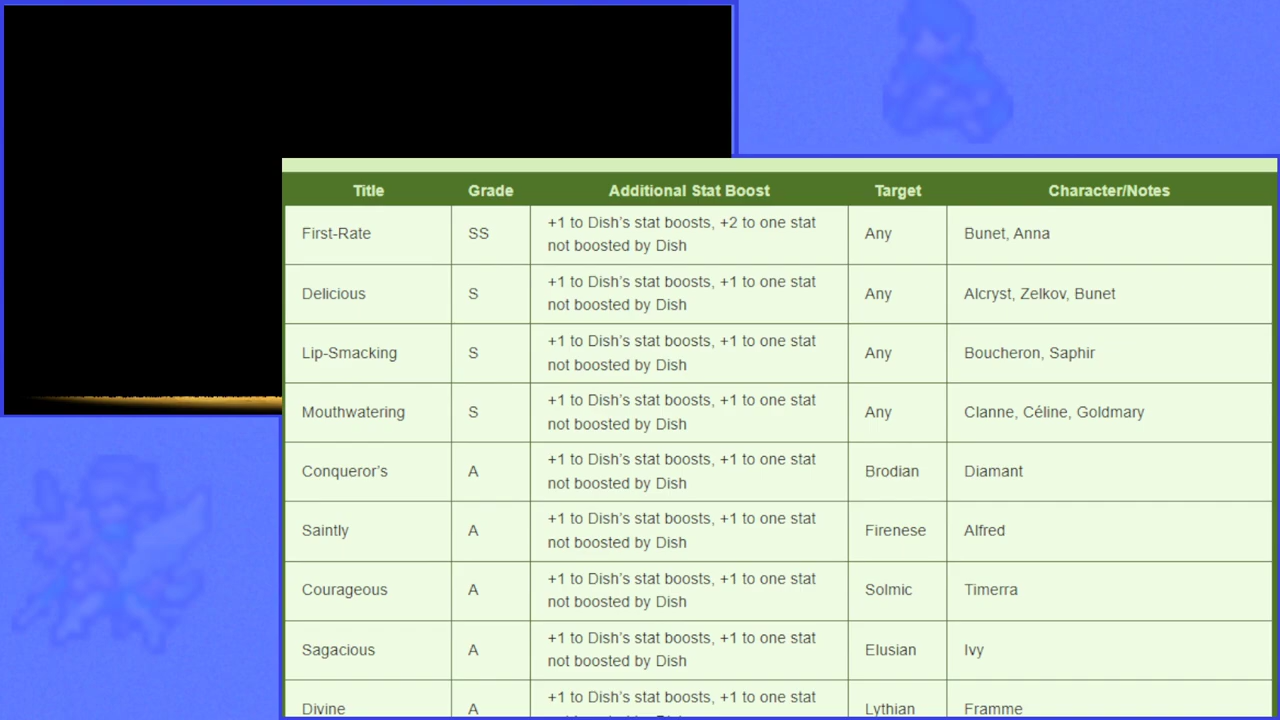 Title Grade Additional Stat Boost Target Character/Notes
First-Rate SS +1 to Dish's stat boosts, +2 to one stat not boosted by Dish Any Bunet, Anna
Delicious S +1 to Dish's stat boosts, +1 to one stat not boosted by Dish Any Alcryst, Zelkov, Bunet
Lip-Smacking S +1 to Dish's stat boosts, +1 to one stat not boosted by Dish Any Boucheron, Saphir
Mouthwatering S +1 to Dish's stat boosts, +1 to one stat not boosted by Dish Any Clanne, Céline, Goldmary
Conqueror's A +1 to Dish's stat boosts, +1 to one stat not boosted by Dish Brodian Diamant
Saintly A +1 to Dish's stat boosts, +1 to one stat not boosted by Dish Firenese Alfred
Courageous A +1 to Dish's stat boosts, +1 to one stat not boosted by Dish Solmic Timerra
Sagacious A +1 to Dish's stat boosts, +1 to one stat not boosted by Dish Elusian Ivy
Divine A +1 to Dish's stat boosts, +1 to one stat Lythian Framme